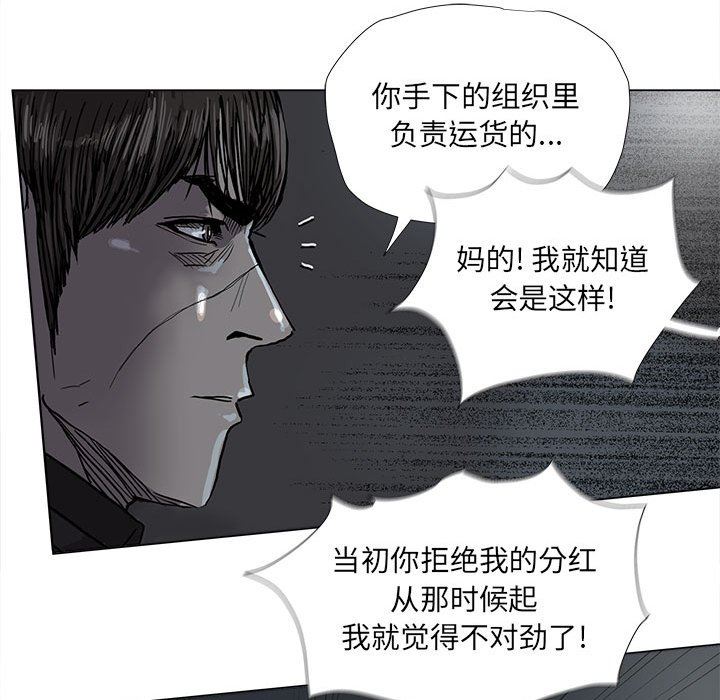 你手下的组织里
负责运货的...
妈的! 我就知道
会是这样!
当初你拒绝我的分红
从那时候起
我就觉得不对劲了!